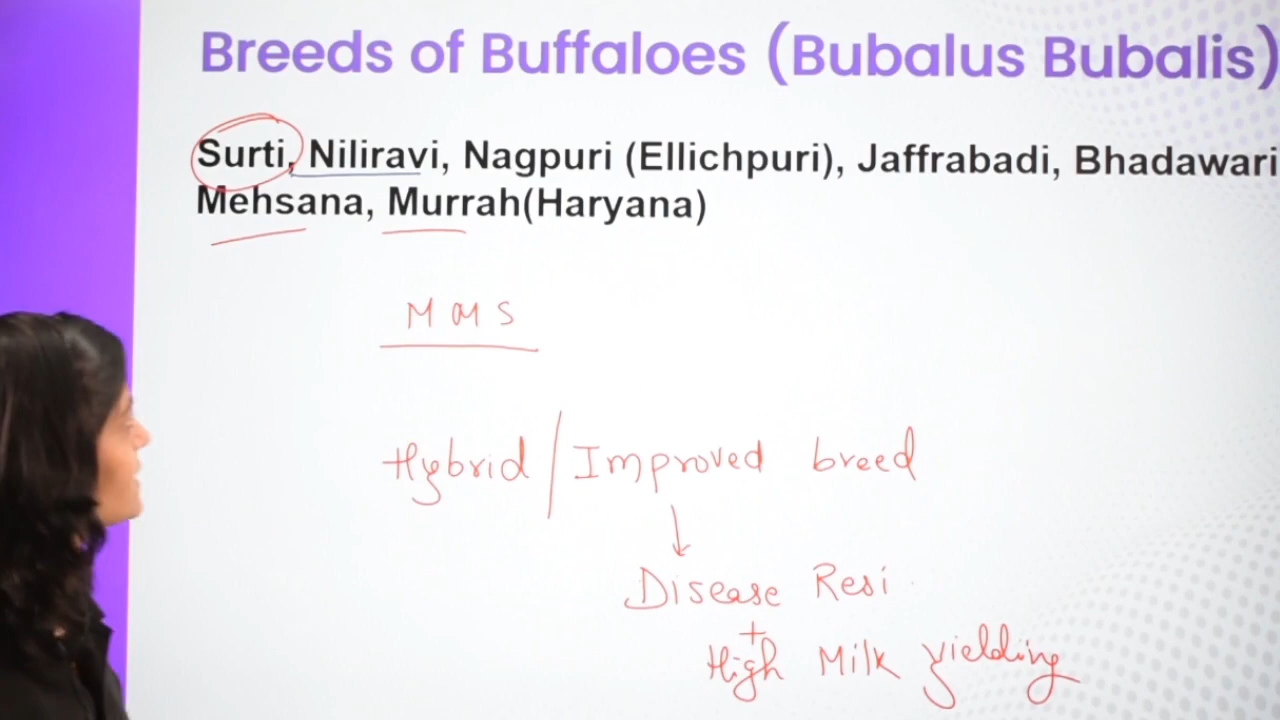 Breeds of Buffaloes (Bubalus Bubalis)
Surti, Niliravi, Nagpuri (Ellichpuri), Jaffrabadi, Bhadawari
Mehsana, Murrah(Haryana)
M M S
Hybrid / Improved breed
↓
Disease Resi
+
High Milk yielding